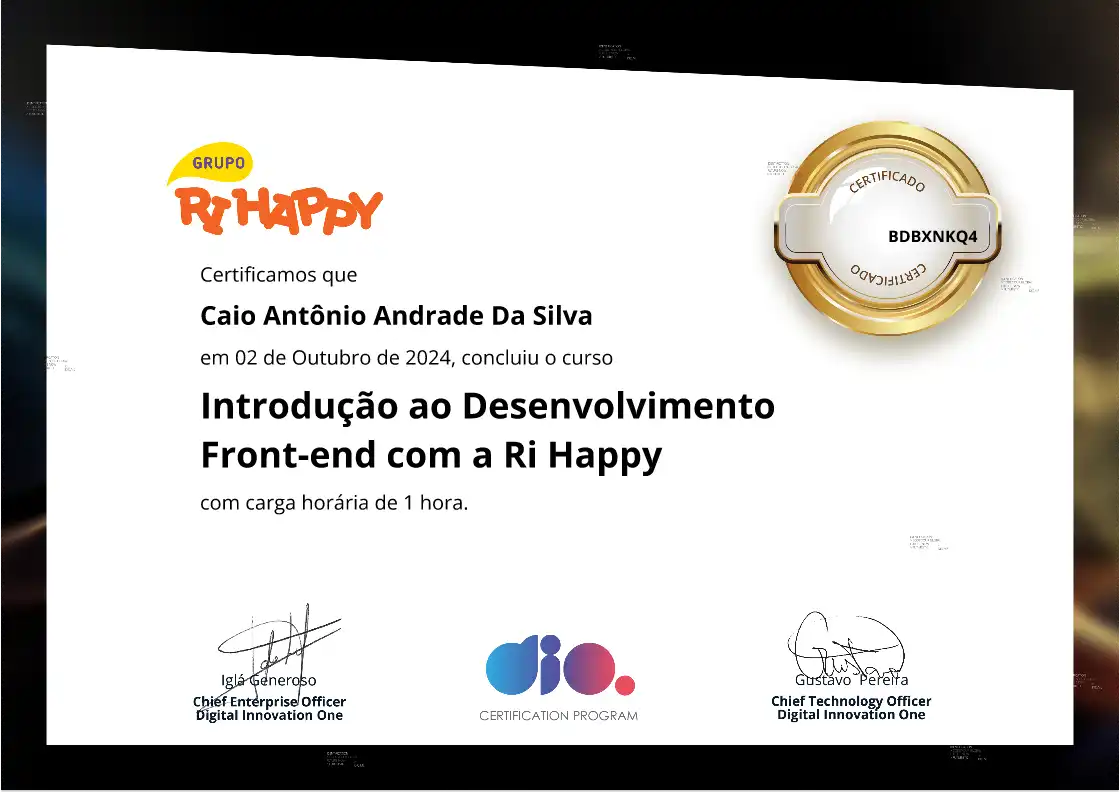 GRUPO
Ri HAPPY
CERTIFICADO
BDBXNKQ4
CERTIFICADO
Certificamos que
Caio Antônio Andrade Da Silva
em 02 de Outubro de 2024, concluiu o curso
Introdução ao Desenvolvimento
Front-end com a Ri Happy
com carga horária de 1 hora.
Iglá Generoso
Chief Enterprise Officer
Digital Innovation One
dio.
CERTIFICATION PROGRAM
Gustavo Pereira
Chief Technology Officer
Digital Innovation One